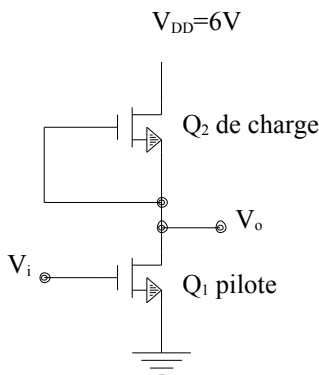 V_DD=6V
Q₂ de charge
V_o
V_i
Q₁ pilote